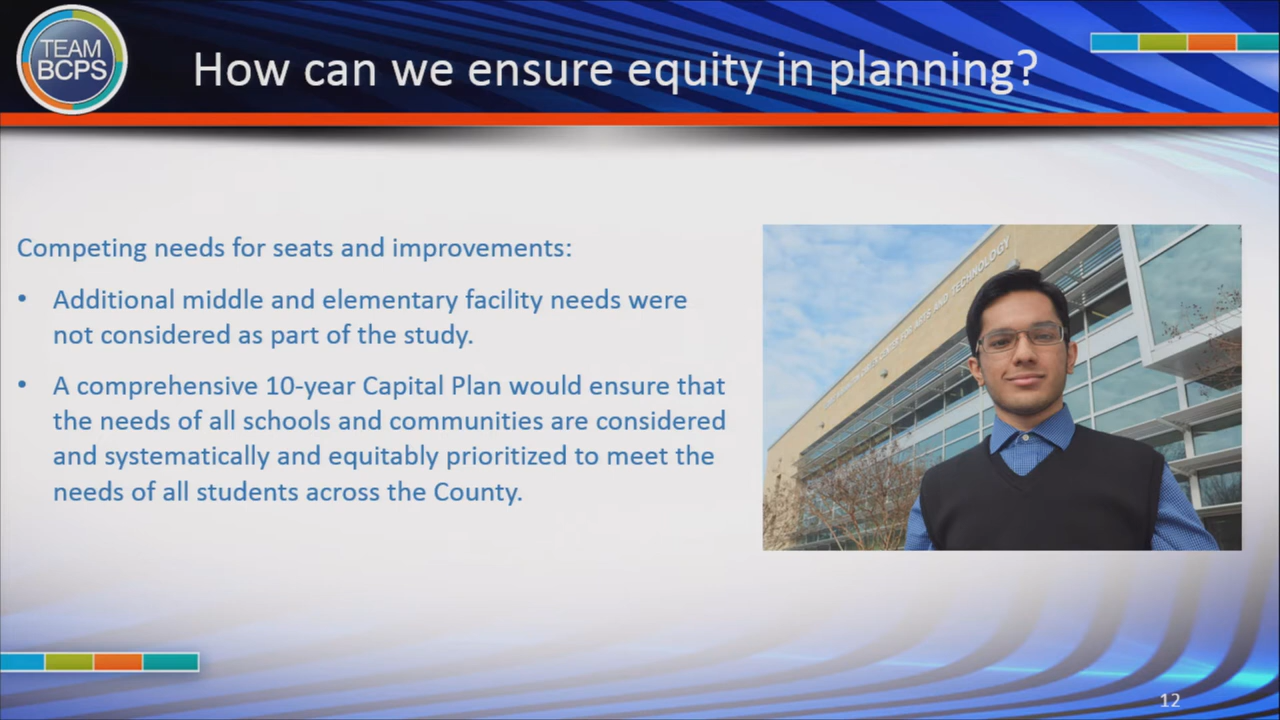 TEAM
BCPS
How can we ensure equity in planning?
Competing needs for seats and improvements:
• Additional middle and elementary facility needs were
not considered as part of the study.
• A comprehensive 10-year Capital Plan would ensure that
the needs of all schools and communities are considered
and systematically and equitably prioritized to meet the
needs of all students across the County.
CENTER FOR ARTS AND TECHNOLOGY
12